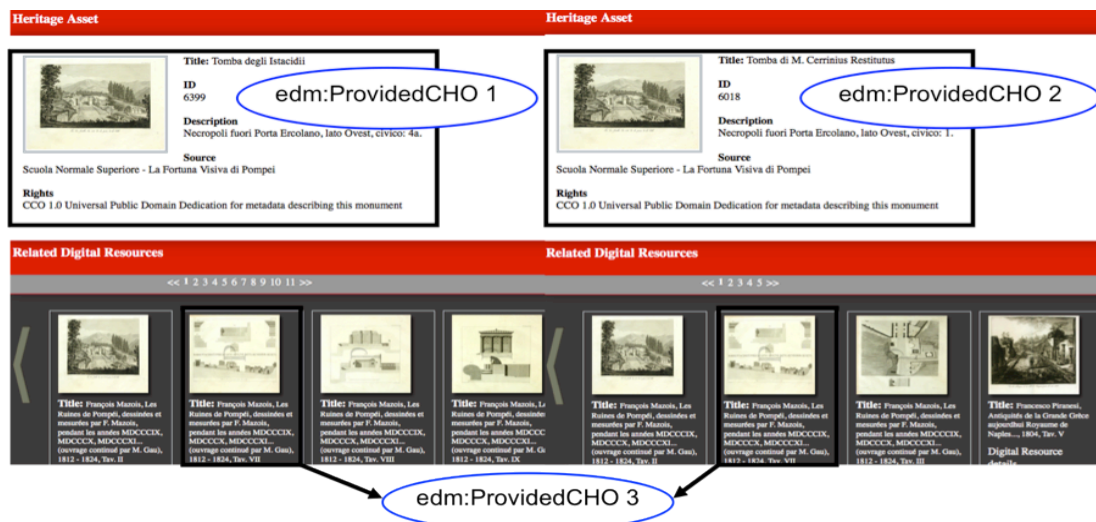 Heritage Asset
Title: Tomba degli Istacidii
ID
6399
edm:ProvidedCHO 1
Description
Necropoli fuori Porta Ercolano, lato Ovest, civico: 4a.
Source
Scuola Normale Superiore - La Fortuna Visiva di Pompei
Rights
CCO 1.0 Universal Public Domain Dedication for metadata describing this monument
Heritage Asset
Title: Tomba di M. Cerrinius Restitutus
ID
6018
edm:ProvidedCHO 2
Description
Necropoli fuori Porta Ercolano, lato Ovest, civico: 1.
Source
Scuola Normale Superiore - La Fortuna Visiva di Pompei
Rights
CCO 1.0 Universal Public Domain Dedication for metadata describing this monument
Related Digital Resources
<< 1 2 3 4 5 6 7 8 9 10 11 >>
Title: François Mazois, Les
Ruines de Pompéi, dessinées et
mesurées par F. Mazois,
pendant les années MDCCCIX,
MDCCCX, MDCCCXI...
(ouvrage continué par M. Gau),
1812 - 1824, Tav. II
Title: François Mazois, Les
Ruines de Pompéi, dessinées et
mesurées par F. Mazois,
pendant les années MDCCCIX,
MDCCCX, MDCCCXI...
(ouvrage continué par M. Gau),
1812 - 1824, Tav. VII
Title: François Mazois, Les
Ruines de Pompéi, dessinées et
mesurées par F. Mazois,
pendant les années MDCCCIX,
MDCCCX, MDCCCXI...
(ouvrage continué par M. Gau),
1812 - 1824, Tav. VIII
Title: François Mazois, Les
Ruines de Pompéi, dessinées
mesurées par F. Mazois,
pendant les années MDCCC
MDCCCX, MDCCCXI...
(ouvrage continué par M. G
1812 - 1824, Tav. IX
Related Digital Resources
<< 1 2 3 4 5 >>
Title: François Mazois, Les
Ruines de Pompéi, dessinées et
mesurées par F. Mazois,
pendant les années MDCCCIX,
MDCCCX, MDCCCXI...
(ouvrage continué par M. Gau),
1812 - 1824, Tav. II
Title: François Mazois, Les
Ruines de Pompéi, dessinées et
mesurées par F. Mazois,
pendant les années MDCCCIX,
MDCCCX, MDCCCXI...
(ouvrage continué par M. Gau),
1812 - 1824, Tav. VII
Title: François Mazois, Les
Ruines de Pompéi, dessinées et
mesurées par F. Mazois,
pendant les années MDCCCIX,
MDCCCX, MDCCCXI...
(ouvrage continué par M. Gau),
1812 - 1824, Tav. VIII
Title: Francesco Piranesi,
Antiquités de la Grande Grèce
aujourdhui Royaume de
Naples..., 1804, Tav. V
Digital Resource
details
edm:ProvidedCHO 3